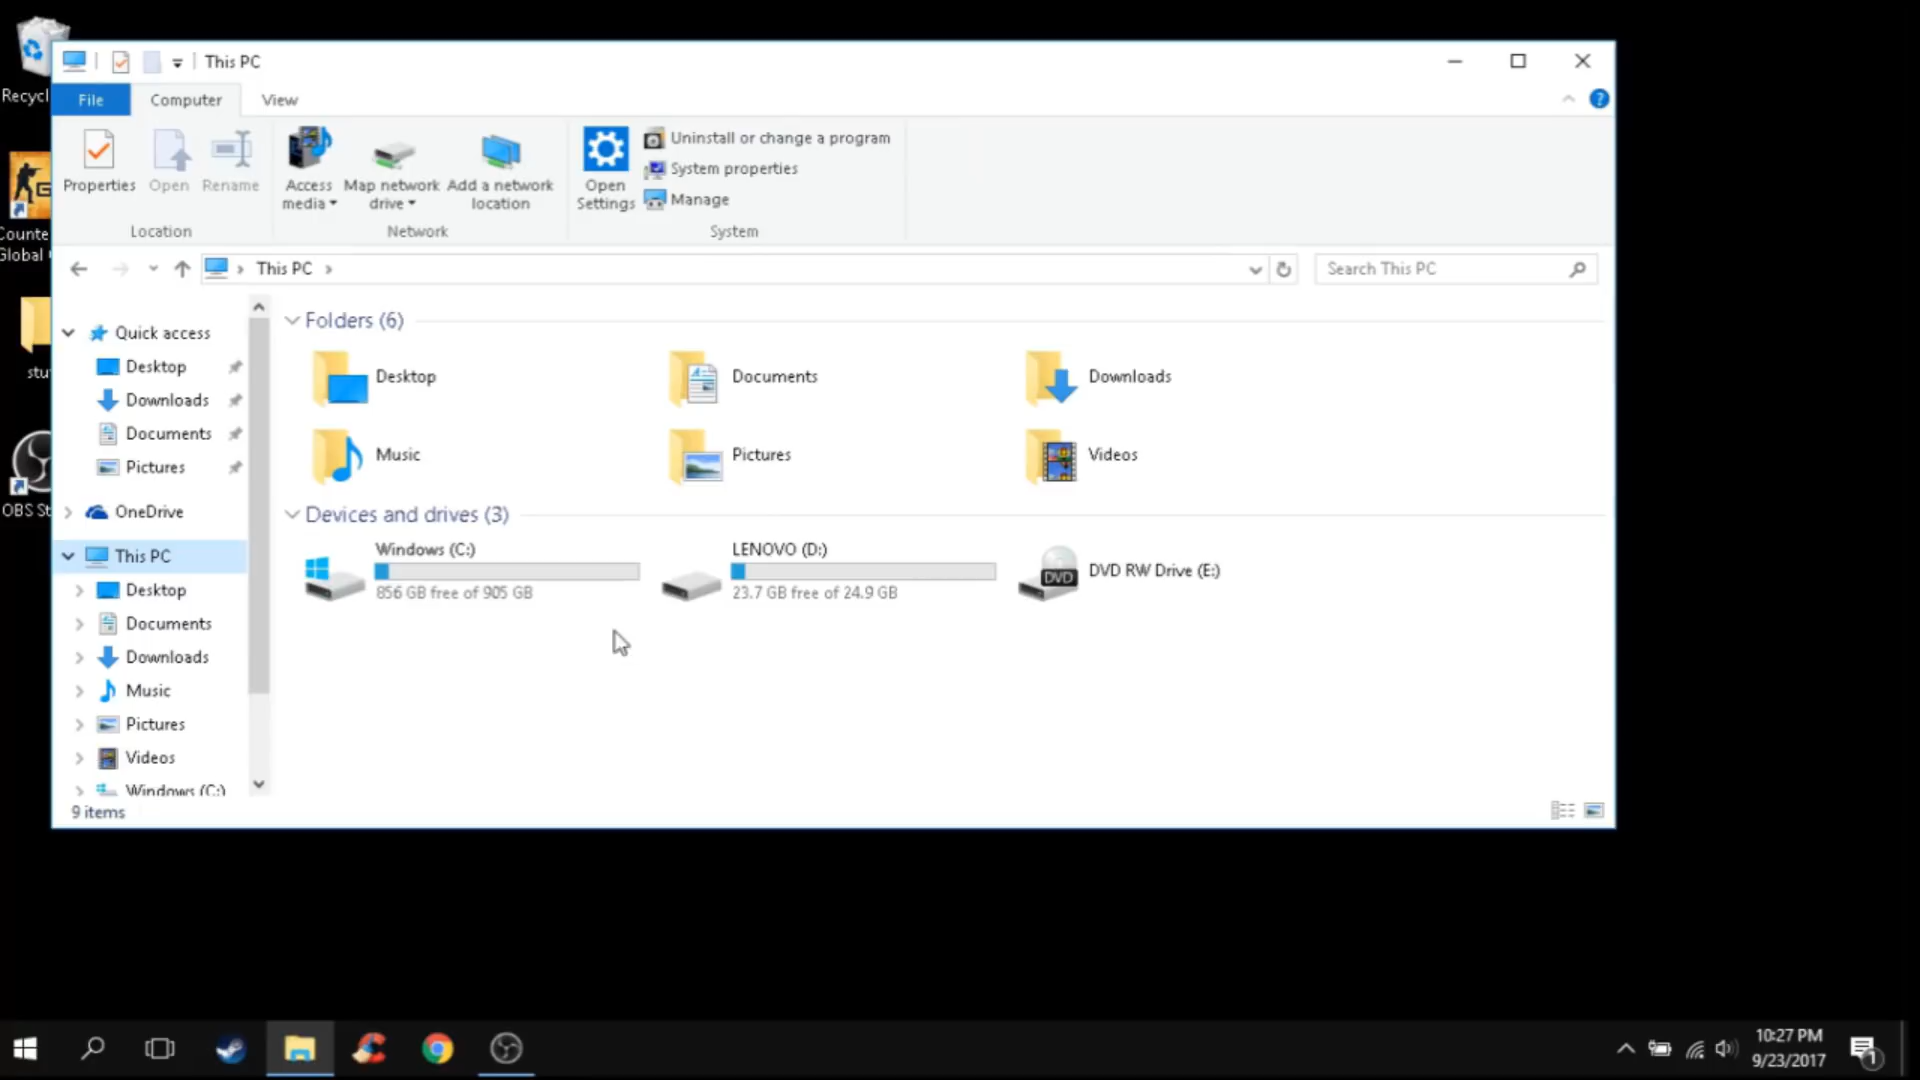 Recycl
This PC
File
Computer
View
Properties
Open
Rename
Access media
Map network drive
Add a network location
Open Settings
Uninstall or change a program
System properties
Manage
Location
Network
System
Counte
Global
stu
OBS St
This PC
Search This PC
Quick access
Desktop
Downloads
Documents
Pictures
OneDrive
This PC
Desktop
Documents
Downloads
Music
Pictures
Videos
Windows (C:)
Folders (6)
Desktop
Documents
Downloads
Music
Pictures
Videos
Devices and drives (3)
Windows (C:)
856 GB free of 905 GB
LENOVO (D:)
23.7 GB free of 24.9 GB
DVD
DVD RW Drive (E:)
9 items
10:27 PM
9/23/2017
1